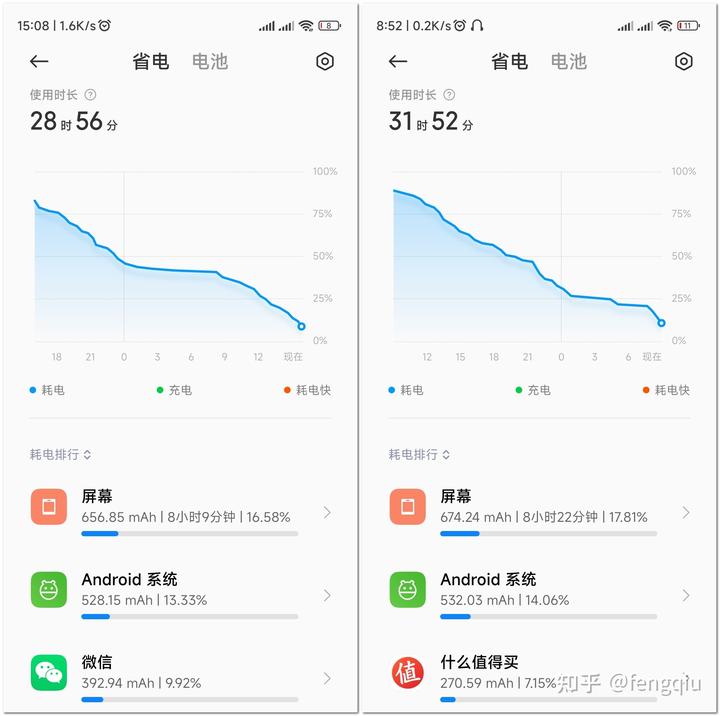 15:08 | 1.6K/s
8
省电
电池
使用时长 ?
28 时 56 分
100%
75%
50%
25%
0%
18 21 0 3 6 9 12 现在
耗电 充电 耗电快
耗电排行
屏幕
656.85 mAh | 8小时9分钟 | 16.58%
Android 系统
528.15 mAh | 13.33%
微信
392.94 mAh | 9.92%
8:52 | 0.2K/s
11
省电
电池
使用时长 ?
31 时 52 分
100%
75%
50%
25%
0%
12 15 18 21 0 3 6 现在
耗电 充电 耗电快
耗电排行
屏幕
674.24 mAh | 8小时22分钟 | 17.81%
Android 系统
532.03 mAh | 14.06%
值
什么值得买
270.59 mAh | 7.15%
知乎 @fengqiu